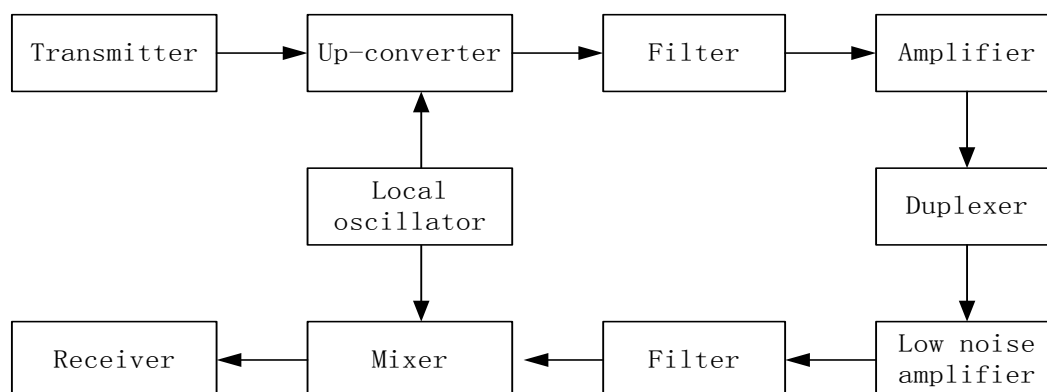 Transmitter
Up-converter
Filter
Amplifier
Local
oscillator
Duplexer
Receiver
Mixer
Filter
Low noise
amplifier